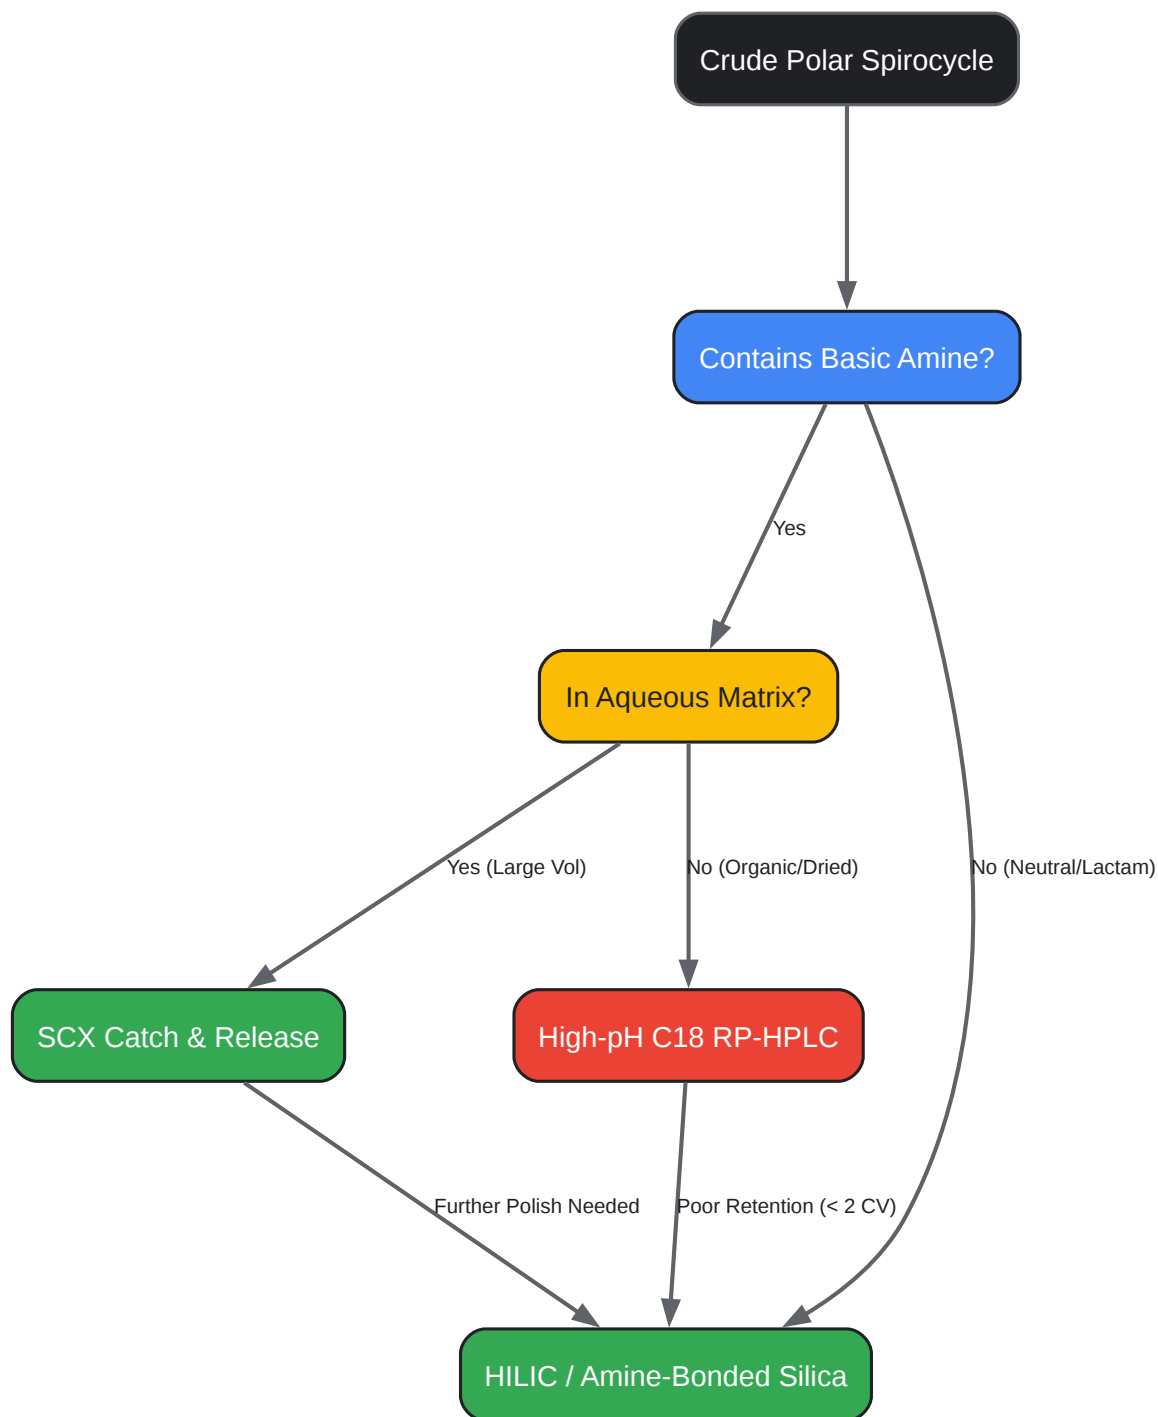 Crude Polar Spirocycle
Contains Basic Amine?
Yes
In Aqueous Matrix?
Yes (Large Vol)
No (Organic/Dried)
No (Neutral/Lactam)
SCX Catch & Release
High-pH C18 RP-HPLC
Further Polish Needed
Poor Retention (< 2 CV)
HILIC / Amine-Bonded Silica